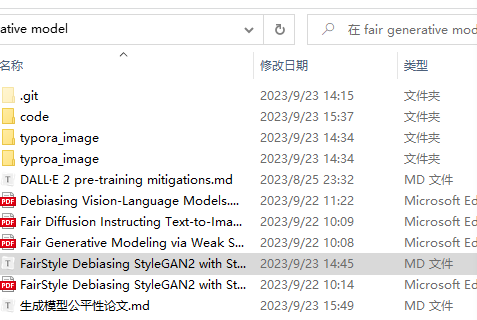 ative model 在 fair generative mod
名称 修改日期 类型
.git 2023/9/23 14:15 文件夹
code 2023/9/23 15:37 文件夹
typora_image 2023/9/23 14:34 文件夹
typroa_image 2023/9/23 14:34 文件夹
T DALL·E 2 pre-training mitigations.md 2023/8/25 23:32 MD 文件
PDF Debiasing Vision-Language Models.... 2023/9/22 11:22 Microsoft Ed
PDF Fair Diffusion Instructing Text-to-Ima... 2023/9/22 10:09 Microsoft Ed
PDF Fair Generative Modeling via Weak S... 2023/9/22 10:08 Microsoft Ed
T FairStyle Debiasing StyleGAN2 with St... 2023/9/23 14:45 MD 文件
PDF FairStyle Debiasing StyleGAN2 with St... 2023/9/22 10:14 Microsoft Ed
T 生成模型公平性论文.md 2023/9/23 15:49 MD 文件